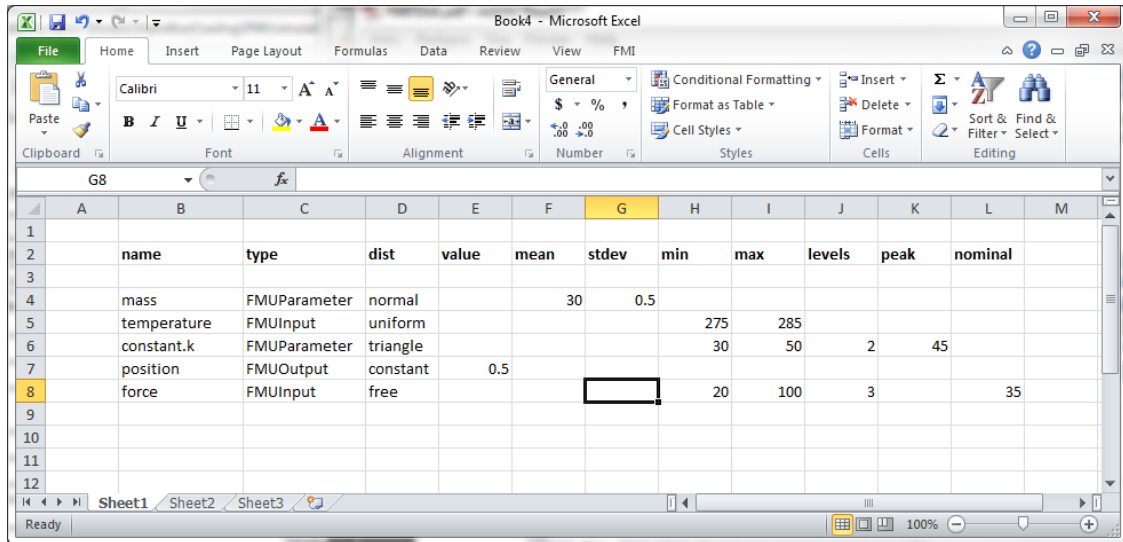 Book4 - Microsoft Excel
File Home Insert Page Layout Formulas Data Review View FMI
Paste
Calibri 11 A A
B I U A
General
$ % ,
.0 .00 .00 .0
Conditional Formatting
Format as Table
Cell Styles
Insert
Delete
Format
Σ
Sort & Filter
Find & Select
Clipboard Font Alignment Number Styles Cells Editing
G8 fx
A B C D E F G H I J K L M
1
2 name type dist value mean stdev min max levels peak nominal
3
4 mass FMUParameter normal 30 0.5
5 temperature FMUInput uniform 275 285
6 constant.k FMUParameter triangle 30 50 2 45
7 position FMUOutput constant 0.5
8 force FMUInput free 20 100 3 35
9
10
11
12
Sheet1 Sheet2 Sheet3
Ready 100%